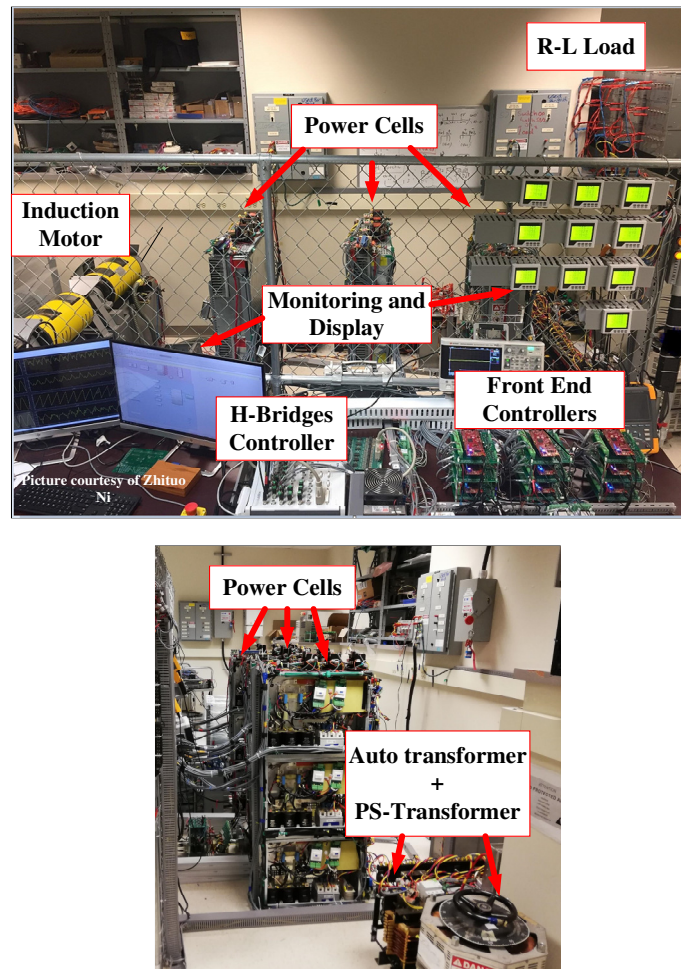 R-L Load
Power Cells
Induction
Motor
Monitoring and
Display
Front End
Controllers
H-Bridges
Controller
Picture courtesy of Zhituo
Ni
Power Cells
Auto transformer
+
PS-Transformer